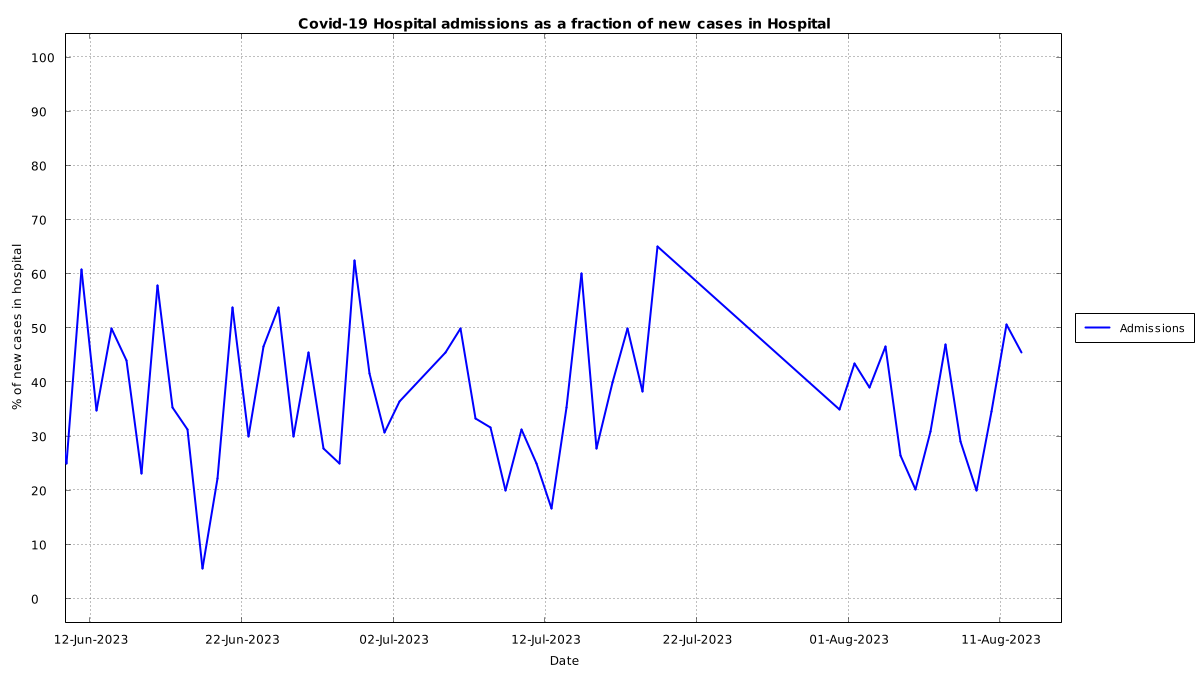 Covid-19 Hospital admissions as a fraction of new cases in Hospital
% of new cases in hospital
100
90
80
70
60
50
40
30
20
10
0
12-Jun-2023
22-Jun-2023
02-Jul-2023
12-Jul-2023
22-Jul-2023
01-Aug-2023
11-Aug-2023
Date
Admissions